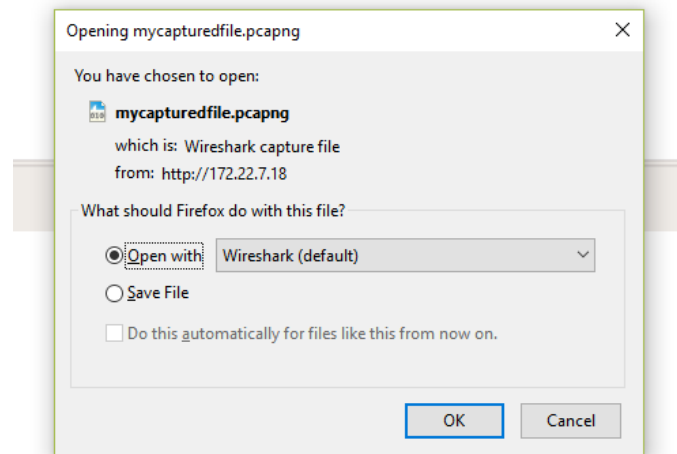 Opening mycapturedfile.pcapng
You have chosen to open:
mycapturedfile.pcapng
which is: Wireshark capture file
from: http://172.22.7.18
What should Firefox do with this file?
Open with Wireshark (default)
Save File
Do this automatically for files like this from now on.
OK Cancel